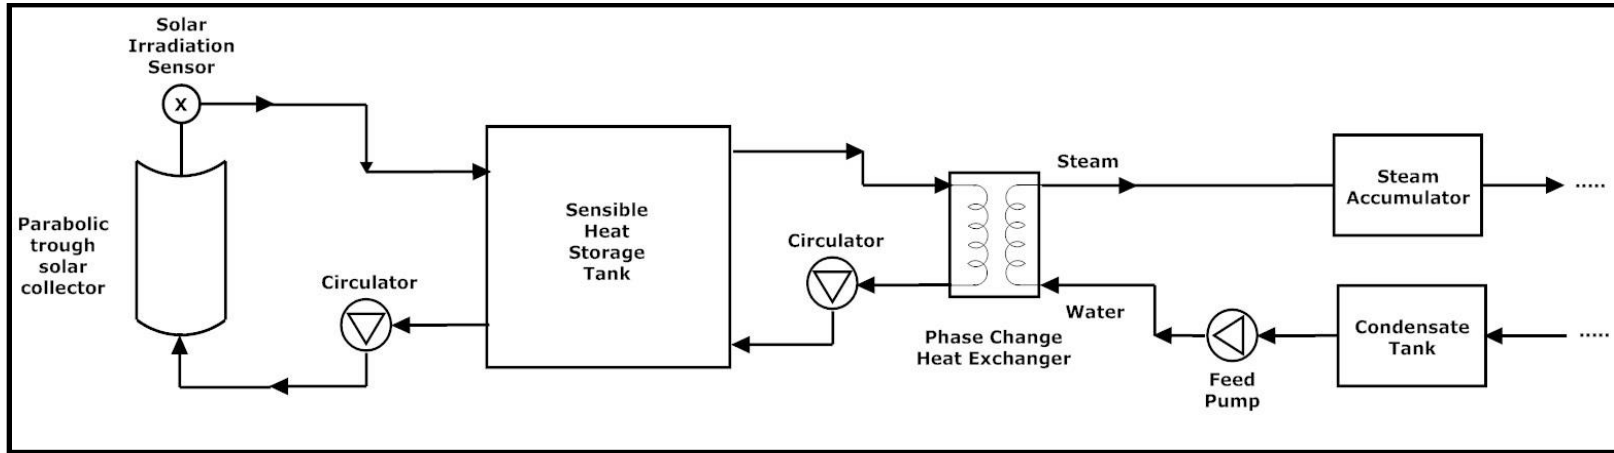 Solar
Irradiation
Sensor
X
Parabolic
trough
solar
collector
Circulator
Sensible
Heat
Storage
Tank
Circulator
Phase Change
Heat Exchanger
Steam
Water
Feed
Pump
Steam
Accumulator
.....
Condensate
Tank
.....